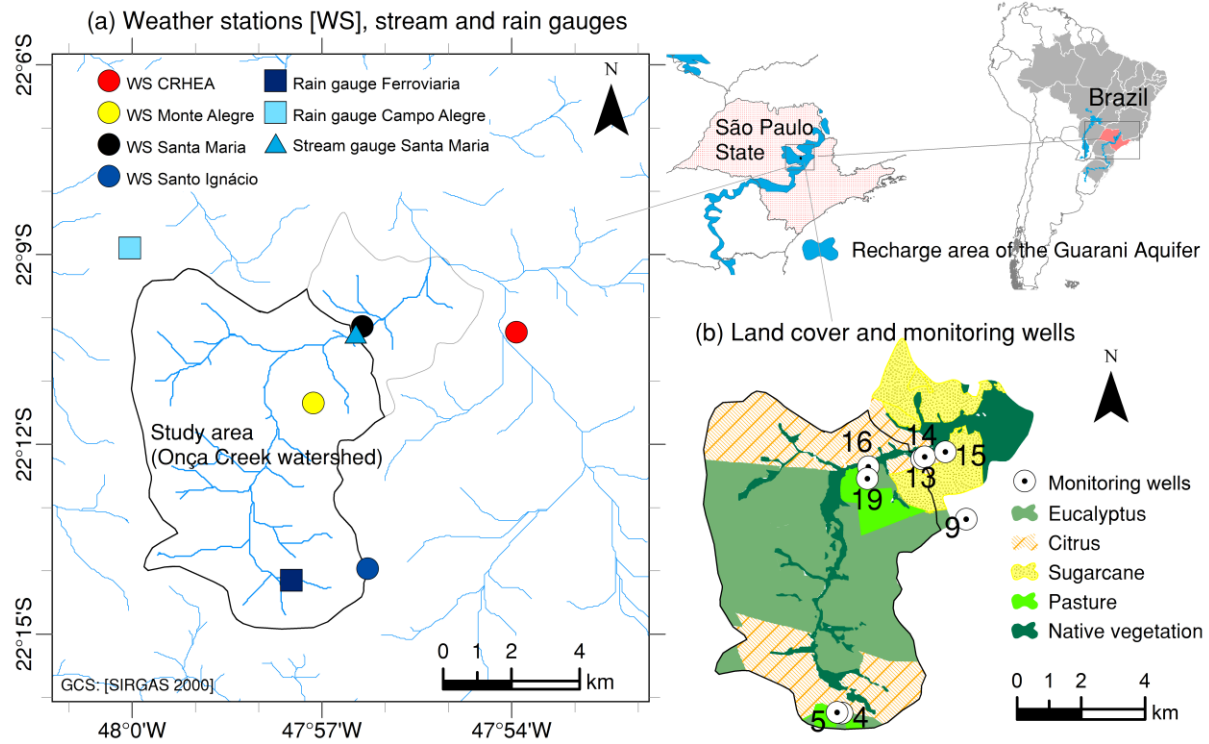 (a) Weather stations [WS], stream and rain gauges
22°6'S
22°9'S
22°12'S
22°15'S
WS CRHEA
WS Monte Alegre
WS Santa Maria
WS Santo Ignácio
Rain gauge Ferroviaria
Rain gauge Campo Alegre
Stream gauge Santa Maria
N
Study area
(Onça Creek watershed)
GCS: [SIRGAS 2000]
0 1 2 4
km
48°0'W
47°57'W
47°54'W
São Paulo
State
Brazil
Recharge area of the Guarani Aquifer
(b) Land cover and monitoring wells
N
16
14
13
15
19
9
5
4
Monitoring wells
Eucalyptus
Citrus
Sugarcane
Pasture
Native vegetation
0 1 2 4
km